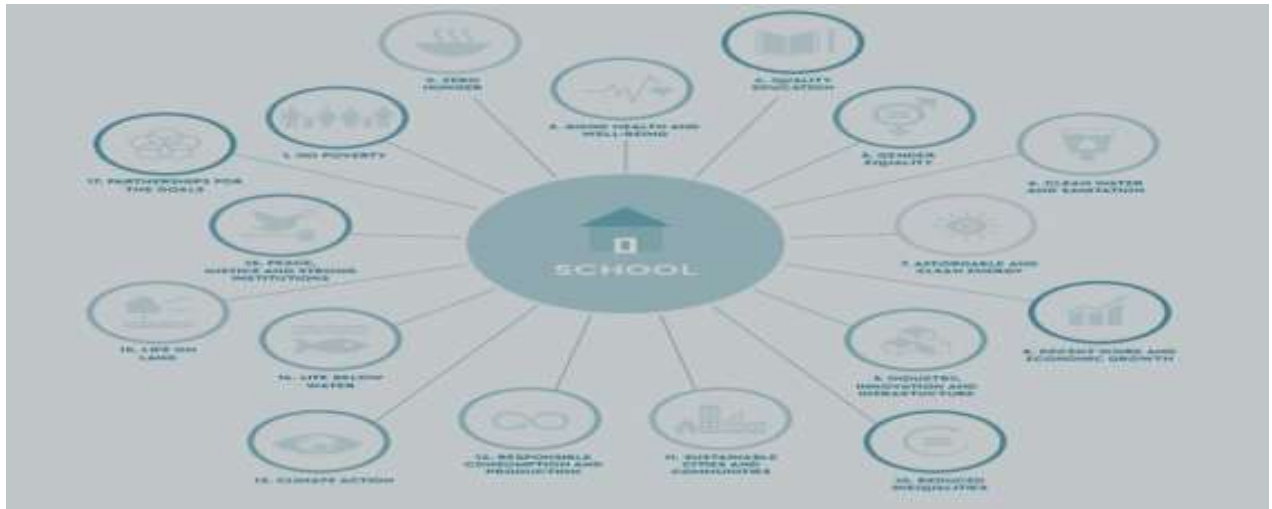 SCHOOL
1. NO POVERTY
2. ZERO
HUNGER
3. GOOD HEALTH AND
WELL-BEING
4. QUALITY
EDUCATION
5. GENDER
EQUALITY
6. CLEAN WATER
AND SANITATION
7. AFFORDABLE AND
CLEAN ENERGY
8. DECENT WORK AND
ECONOMIC GROWTH
9. INDUSTRY,
INNOVATION AND
INFRASTUCTURE
10. REDUCED
INEQUALITIES
11. SUSTAINABLE
CITIES AND
COMMUNITIES
12. RESPONSIBLE
CONSUMPTION AND
PRODUCTION
13. CLIMATE ACTION
14. LIFE BELOW
WATER
15. LIFE ON
LAND
16. PEACE,
JUSTICE AND STRONG
INSTITUTIONS
17. PARTNERSHIPS FOR
THE GOALS